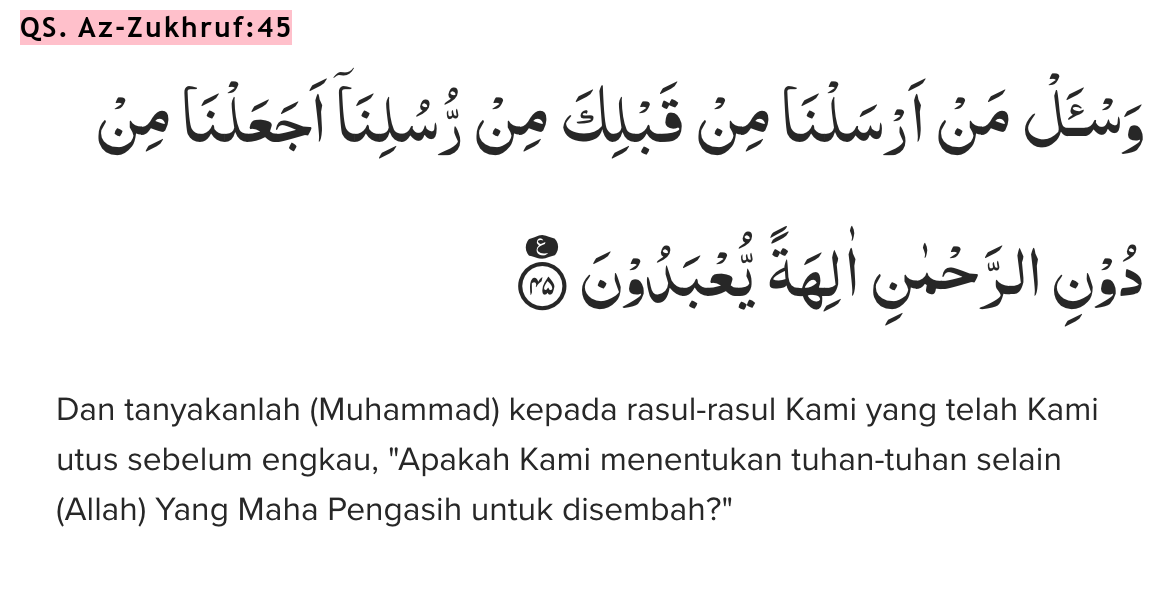 QS. Az-Zukhruf:45
وَسْـَٔلْ مَنْ اَرْسَلْنَا مِنْ قَبْلِكَ مِنْ رُّسُلِنَآ اَجَعَلْنَا مِنْ
دُوْنِ الرَّحْمٰنِ اٰلِهَةً يُّعْبَدُوْنَ ࣖ ۴۵
Dan tanyakanlah (Muhammad) kepada rasul-rasul Kami yang telah Kami
utus sebelum engkau, "Apakah Kami menentukan tuhan-tuhan selain
(Allah) Yang Maha Pengasih untuk disembah?"